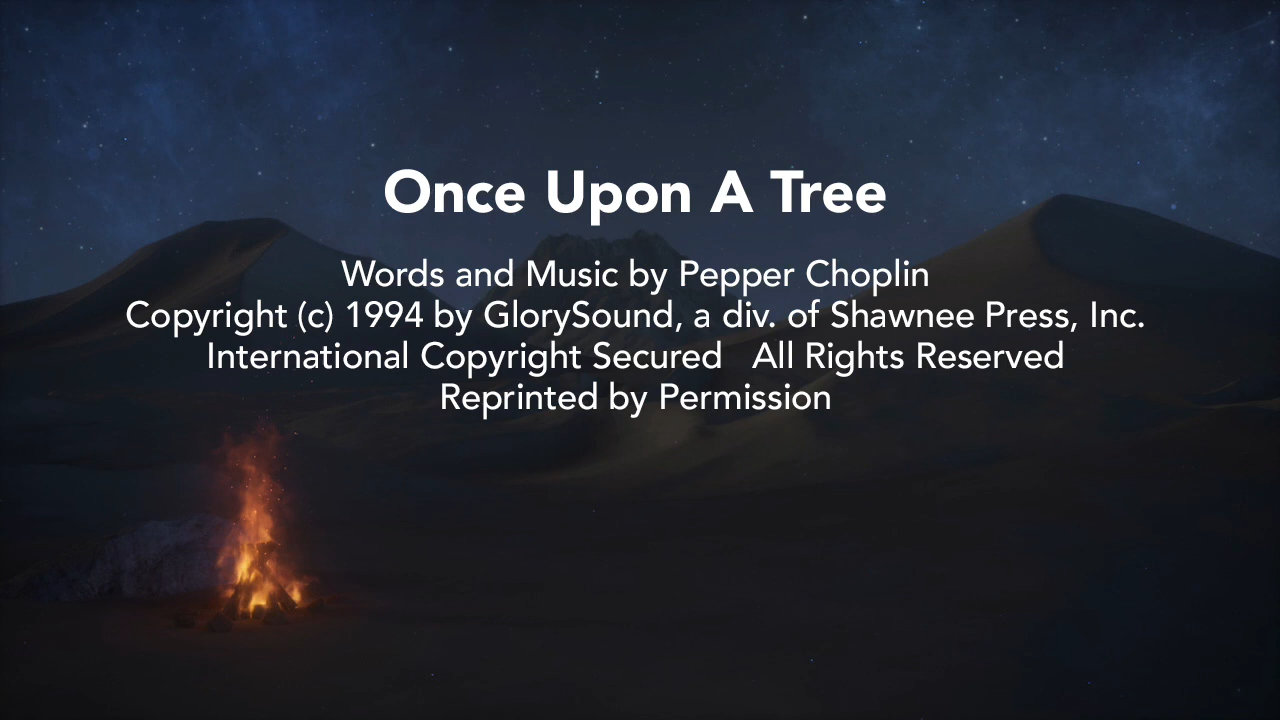 Once Upon A Tree
Words and Music by Pepper Choplin
Copyright (c) 1994 by GlorySound, a div. of Shawnee Press, Inc.
International Copyright Secured   All Rights Reserved
Reprinted by Permission